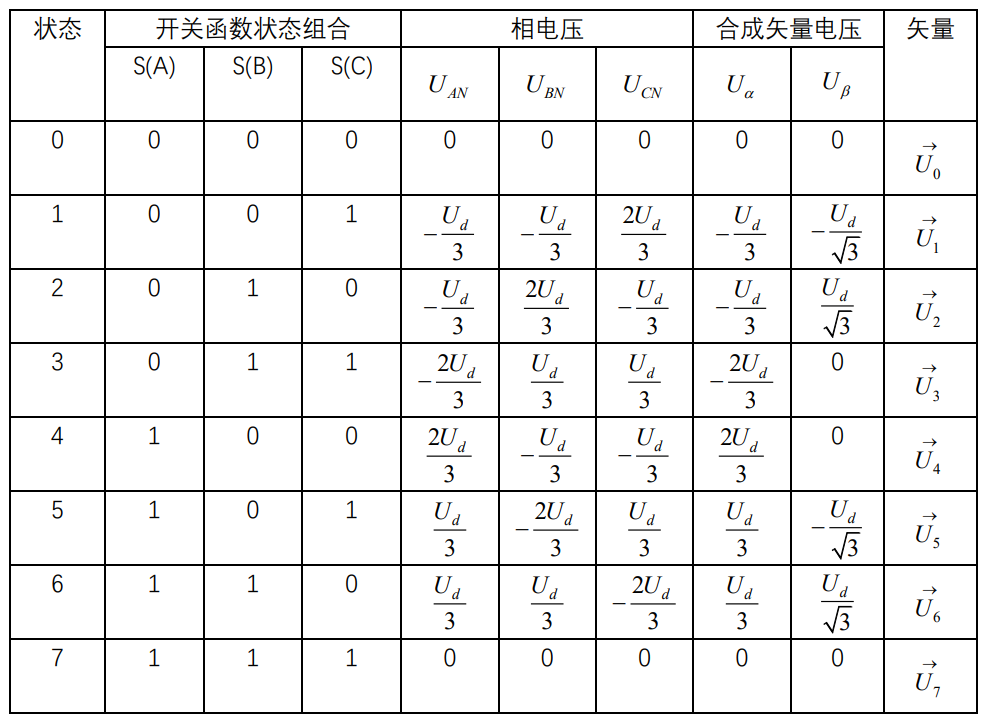 状态 开关函数状态组合 相电压 合成矢量电压 矢量
S(A) S(B) S(C) U_{AN} U_{BN} U_{CN} U_α U_β
0 0 0 0 0 0 0 0 0 \vec{U}_0
1 0 0 1 -\frac{U_d}{3} -\frac{U_d}{3} \frac{2U_d}{3} -\frac{U_d}{3} -\frac{U_d}{\sqrt{3}} \vec{U}_1
2 0 1 0 -\frac{U_d}{3} \frac{2U_d}{3} -\frac{U_d}{3} -\frac{U_d}{3} \frac{U_d}{\sqrt{3}} \vec{U}_2
3 0 1 1 -\frac{2U_d}{3} \frac{U_d}{3} \frac{U_d}{3} -\frac{2U_d}{3} 0 \vec{U}_3
4 1 0 0 \frac{2U_d}{3} -\frac{U_d}{3} -\frac{U_d}{3} \frac{2U_d}{3} 0 \vec{U}_4
5 1 0 1 \frac{U_d}{3} -\frac{2U_d}{3} \frac{U_d}{3} \frac{U_d}{3} -\frac{U_d}{\sqrt{3}} \vec{U}_5
6 1 1 0 \frac{U_d}{3} \frac{U_d}{3} -\frac{2U_d}{3} \frac{U_d}{3} \frac{U_d}{\sqrt{3}} \vec{U}_6
7 1 1 1 0 0 0 0 0 \vec{U}_7